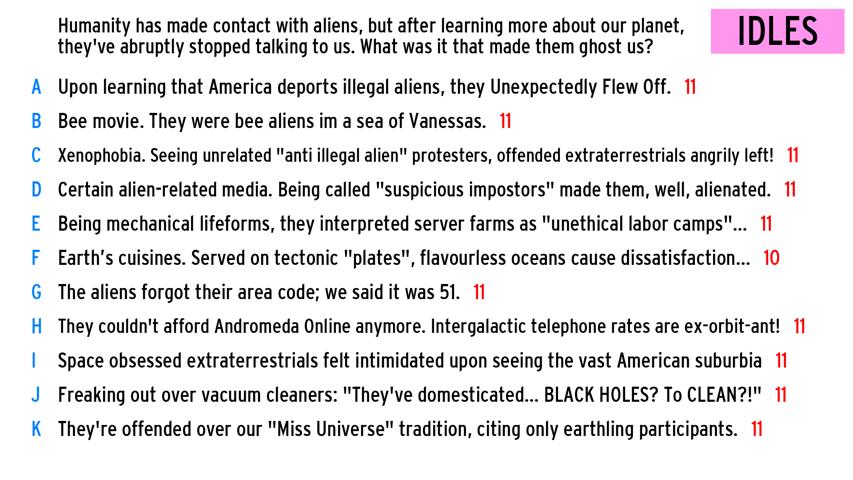 Humanity has made contact with aliens, but after learning more about our planet,
they've abruptly stopped talking to us. What was it that made them ghost us?
IDLES
A Upon learning that America deports illegal aliens, they Unexpectedly Flew Off. 11
B Bee movie. They were bee aliens im a sea of Vanessas. 11
C Xenophobia. Seeing unrelated "anti illegal alien" protesters, offended extraterrestrials angrily left! 11
D Certain alien-related media. Being called "suspicious impostors" made them, well, alienated. 11
E Being mechanical lifeforms, they interpreted server farms as "unethical labor camps"... 11
F Earth's cuisines. Served on tectonic "plates", flavourless oceans cause dissatisfaction... 10
G The aliens forgot their area code; we said it was 51. 11
H They couldn't afford Andromeda Online anymore. Intergalactic telephone rates are ex-orbit-ant! 11
I Space obsessed extraterrestrials felt intimidated upon seeing the vast American suburbia 11
J Freaking out over vacuum cleaners: "They've domesticated... BLACK HOLES? To CLEAN?!" 11
K They're offended over our "Miss Universe" tradition, citing only earthling participants. 11